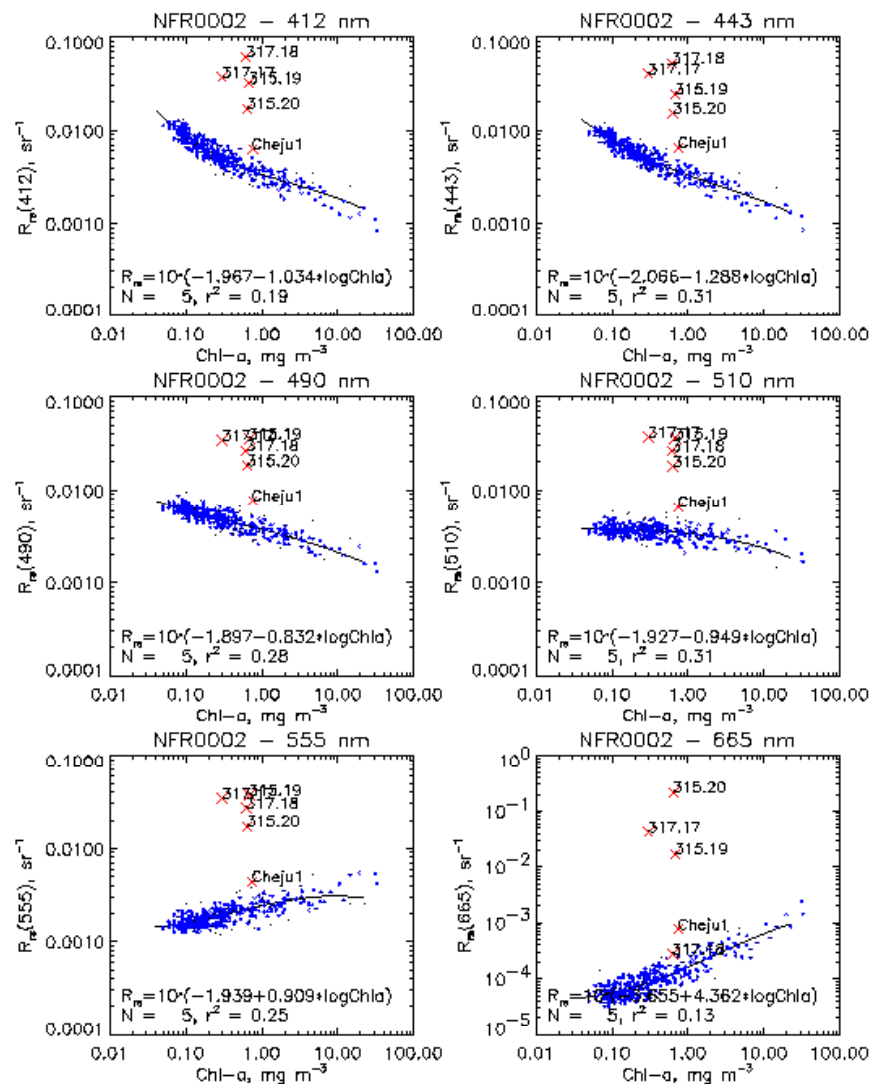 NFR0002 - 412 nm
0.1000
0.0100
0.0010
0.0001
R_rs(412), sr⁻¹
317.18
317.17
315.19
315.20
Cheju1
R_rs=10^(-1.967-1.034*logChla)
N = 5, r² = 0.19
0.01 0.10 1.00 10.00 100.00
Chl-a, mg m⁻³
NFR0002 - 443 nm
0.1000
0.0100
0.0010
0.0001
R_rs(443), sr⁻¹
317.18
317.17
315.19
315.20
Cheju1
R_rs=10^(-2.066-1.288*logChla)
N = 5, r² = 0.31
0.01 0.10 1.00 10.00 100.00
Chl-a, mg m⁻³
NFR0002 - 490 nm
0.1000
0.0100
0.0010
0.0001
R_rs(490), sr⁻¹
315.19
317.17
317.18
315.20
Cheju1
R_rs=10^(-1.897-0.832*logChla)
N = 5, r² = 0.28
0.01 0.10 1.00 10.00 100.00
Chl-a, mg m⁻³
NFR0002 - 510 nm
0.1000
0.0100
0.0010
0.0001
R_rs(510), sr⁻¹
317.17
315.19
317.18
315.20
Cheju1
R_rs=10^(-1.927-0.949*logChla)
N = 5, r² = 0.31
0.01 0.10 1.00 10.00 100.00
Chl-a, mg m⁻³
NFR0002 - 555 nm
0.1000
0.0100
0.0010
0.0001
R_rs(555), sr⁻¹
315.19
317.17
317.18
315.20
Cheju1
R_rs=10^(-1.939+0.909*logChla)
N = 5, r² = 0.25
0.01 0.10 1.00 10.00 100.00
Chl-a, mg m⁻³
NFR0002 - 665 nm
10⁰
10⁻¹
10⁻²
10⁻³
10⁻⁴
10⁻⁵
R_rs(665), sr⁻¹
315.20
317.17
315.19
Cheju1
317.18
+4.362*logChla)
N = 5, r² = 0.13
0.01 0.10 1.00 10.00 100.00
Chl-a, mg m⁻³